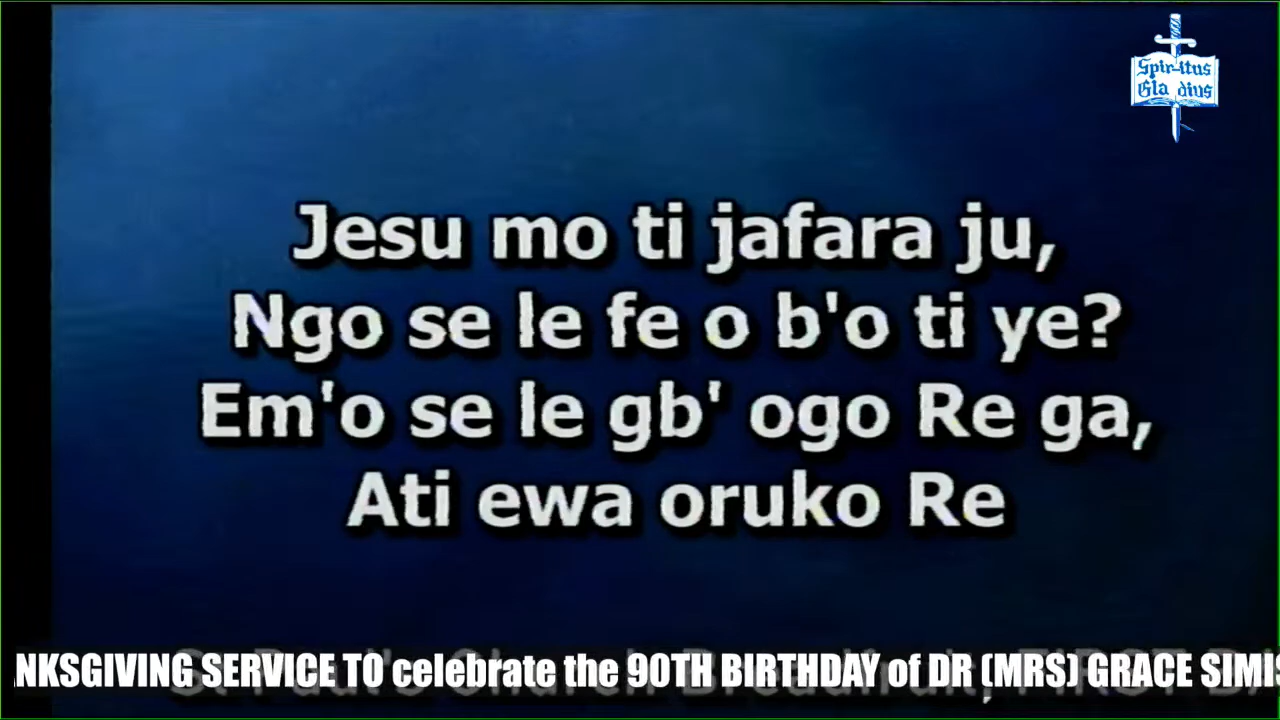 Spiritus
Gladius
Jesu mo ti jafara ju,
Ngo se le fe o b'o ti ye?
Em'o se le gb' ogo Re ga,
Ati ewa oruko Re
NKSGIVING SERVICE TO celebrate the 90TH BIRTHDAY of DR (MRS) GRACE SIMIS